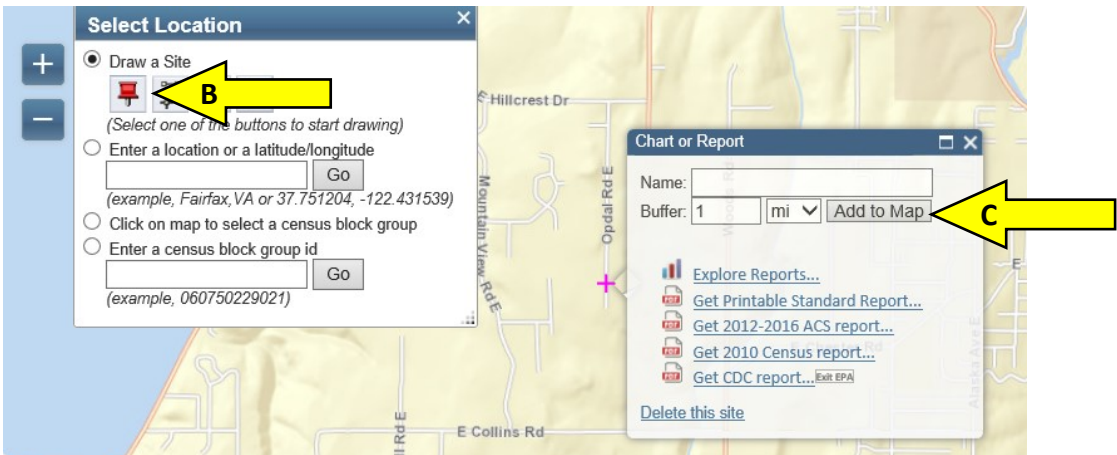 Select Location
×
+
−
Draw a Site
B
(Select one of the buttons to start drawing)
Enter a location or a latitude/longitude
Go
(example, Fairfax,VA or 37.751204, -122.431539)
Click on map to select a census block group
Enter a census block group id
Go
(example, 060750229021)
E Hillcrest Dr
Mountain View Rd E
Opdal Rd E
Chart or Report
Name:
Buffer: 1 mi Add to Map
C
Woods Rd
Explore Reports...
Get Printable Standard Report...
Get 2012-2016 ACS report...
Get 2010 Census report...
Get CDC report... Exit EPA
Delete this site
E
Alaska Ave E
Rd E
E Collins Rd